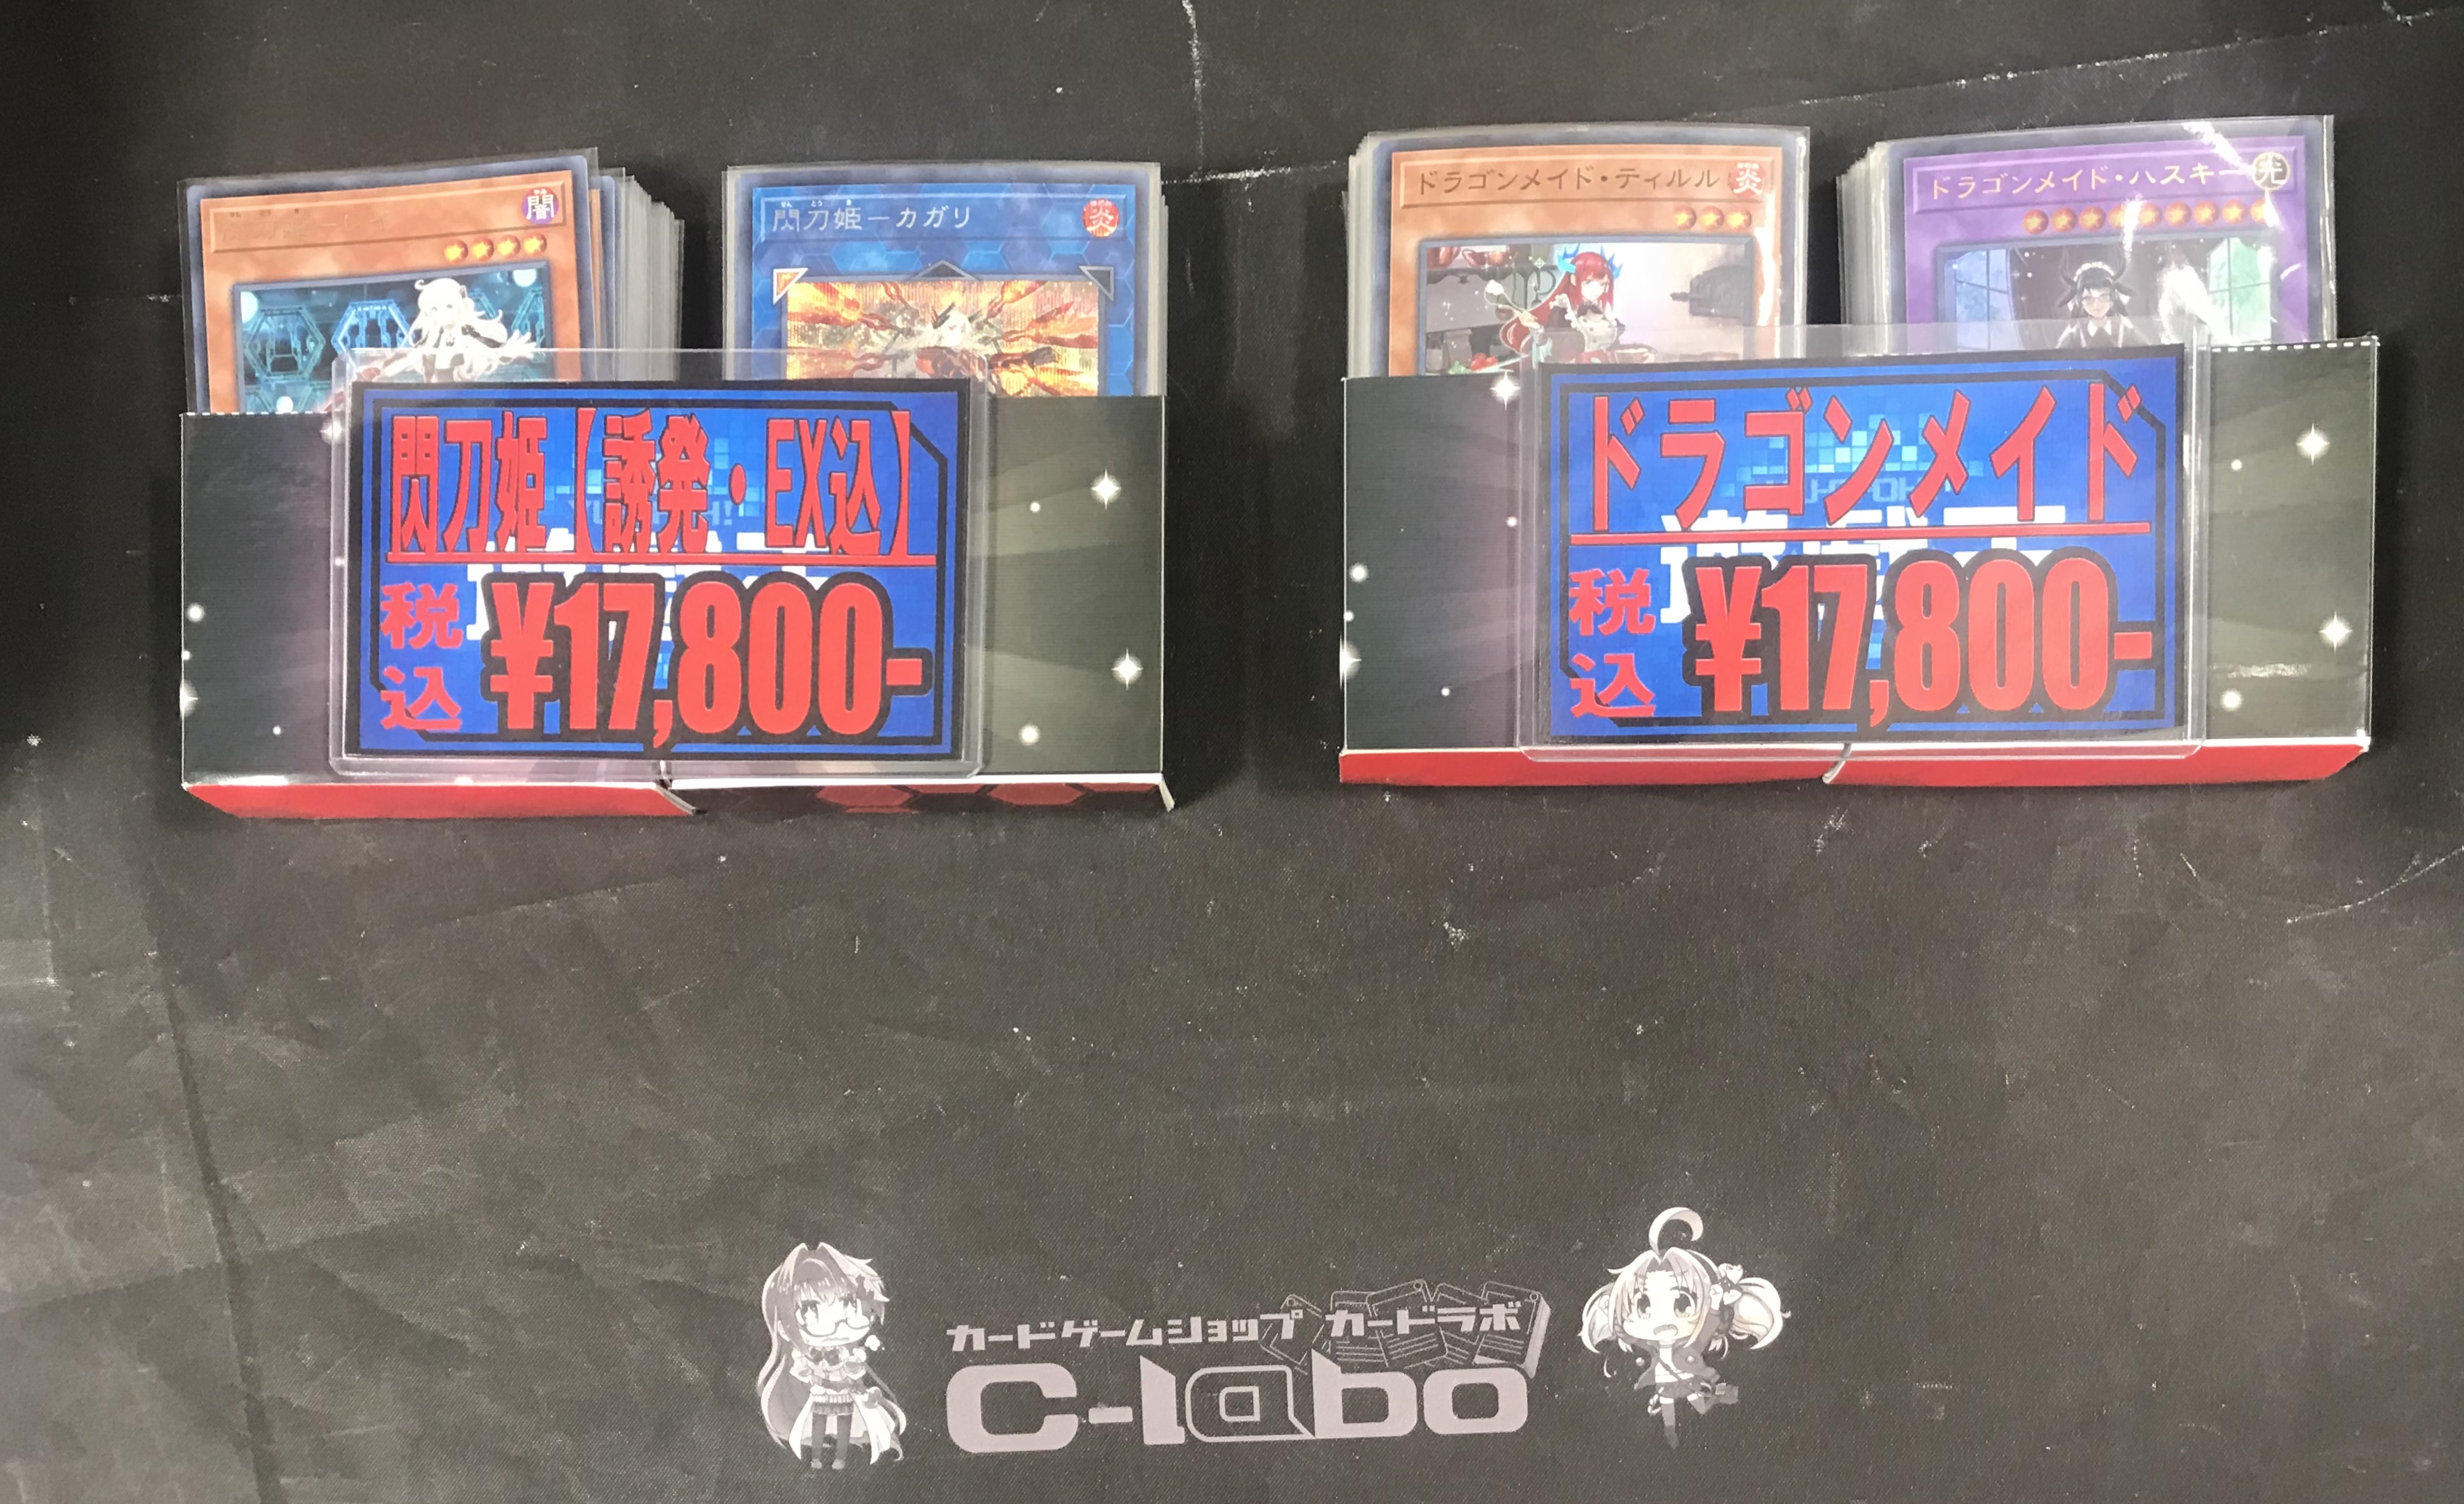 閃刀姫－カガリ
炎
闇
閃刀姫【誘発・EX込】
税込
¥17,800-
ドラゴンメイド・ティルル
炎
ドラゴンメイド・ハスキー
光
ドラゴンメイド
税込
¥17,800-
カードゲームショップ カードラボ
C-labo